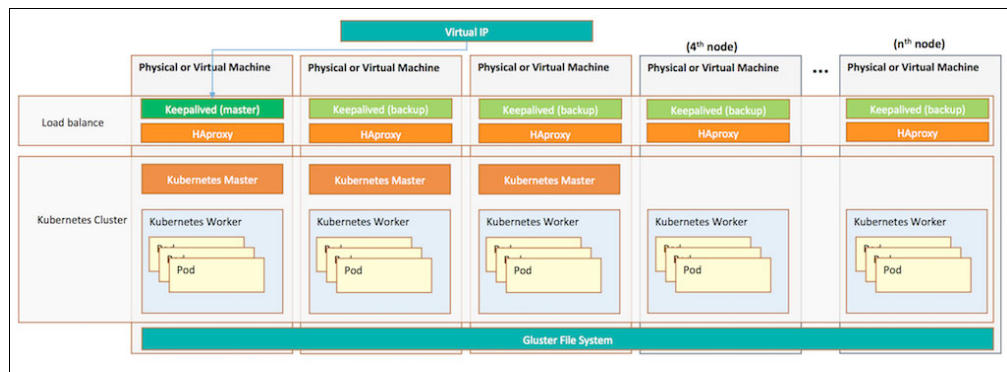 Virtual IP
(4th node)
(nth node)
Physical or Virtual Machine
Physical or Virtual Machine
Physical or Virtual Machine
Physical or Virtual Machine
...
Physical or Virtual Machine
Load balance
Keepalived (master)
Keepalived (backup)
Keepalived (backup)
Keepalived (backup)
Keepalived (backup)
HAproxy
HAproxy
HAproxy
HAproxy
HAproxy
Kubernetes Cluster
Kubernetes Master
Kubernetes Master
Kubernetes Master
Kubernetes Worker
Kubernetes Worker
Kubernetes Worker
Kubernetes Worker
Kubernetes Worker
Pod
Pod
Pod
Pod
Pod
Gluster File System